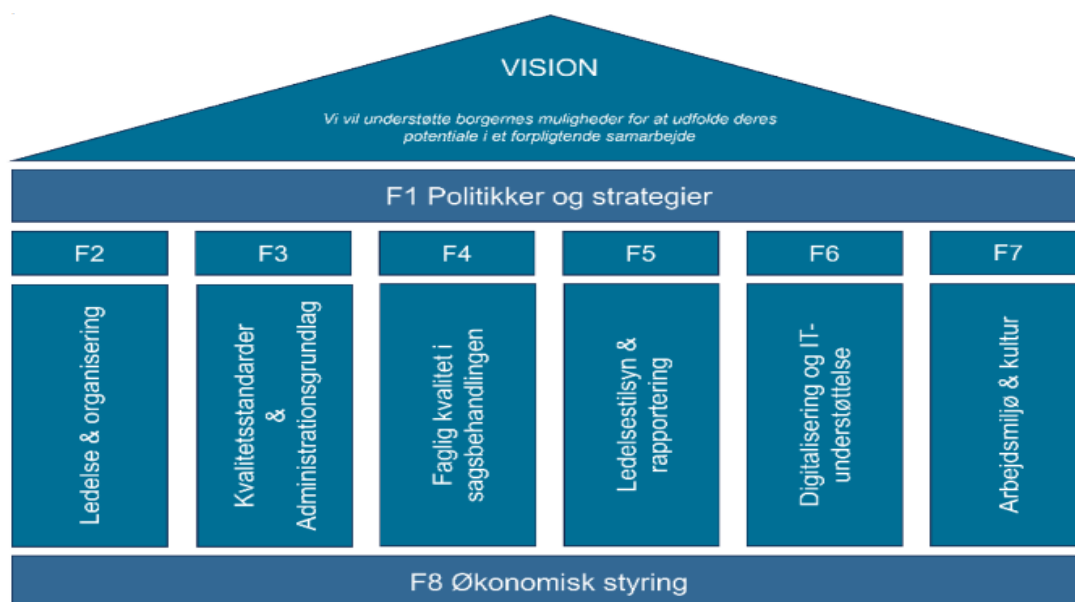 VISION
Vi vil understøtte borgernes muligheder for at udfolde deres
potentiale i et forpligtende samarbejde
F1 Politikker og strategier
F2
F3
F4
F5
F6
F7
Ledelse & organisering
Kvalitetsstandarder
&
Administrationsgrundlag
Faglig kvalitet i
sagsbehandlingen
Ledelsestilsyn &
rapportering
Digitalisering og IT-
understøttelse
Arbejdsmiljø & kultur
F8 Økonomisk styring